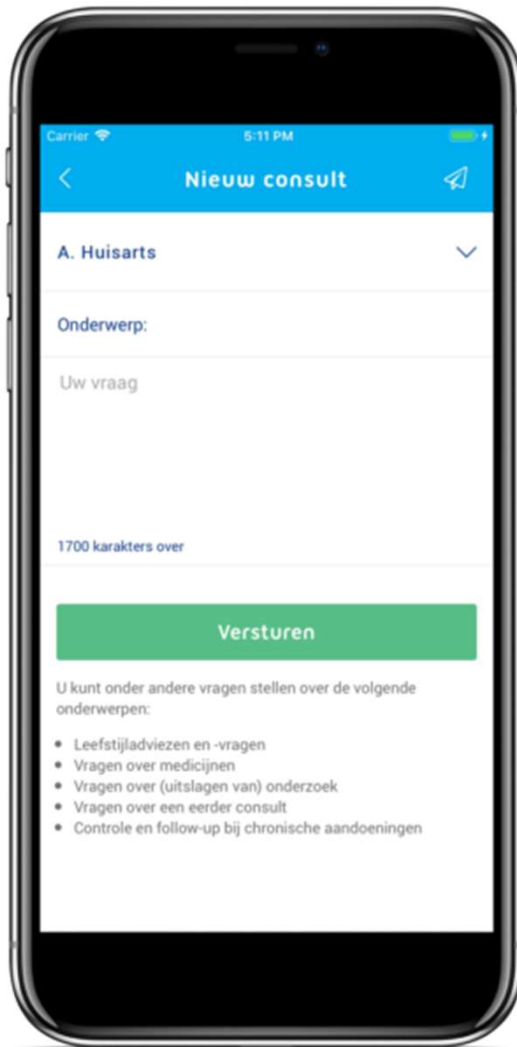 Carrier 5:11 PM
Nieuw consult
A. Huisarts
Onderwerp:
Uw vraag
1700 karakters over
Versturen
U kunt onder andere vragen stellen over de volgende
onderwerpen:
• Leefstijladviezen en -vragen
• Vragen over medicijnen
• Vragen over (uitslagen van) onderzoek
• Vragen over een eerder consult
• Controle en follow-up bij chronische aandoeningen